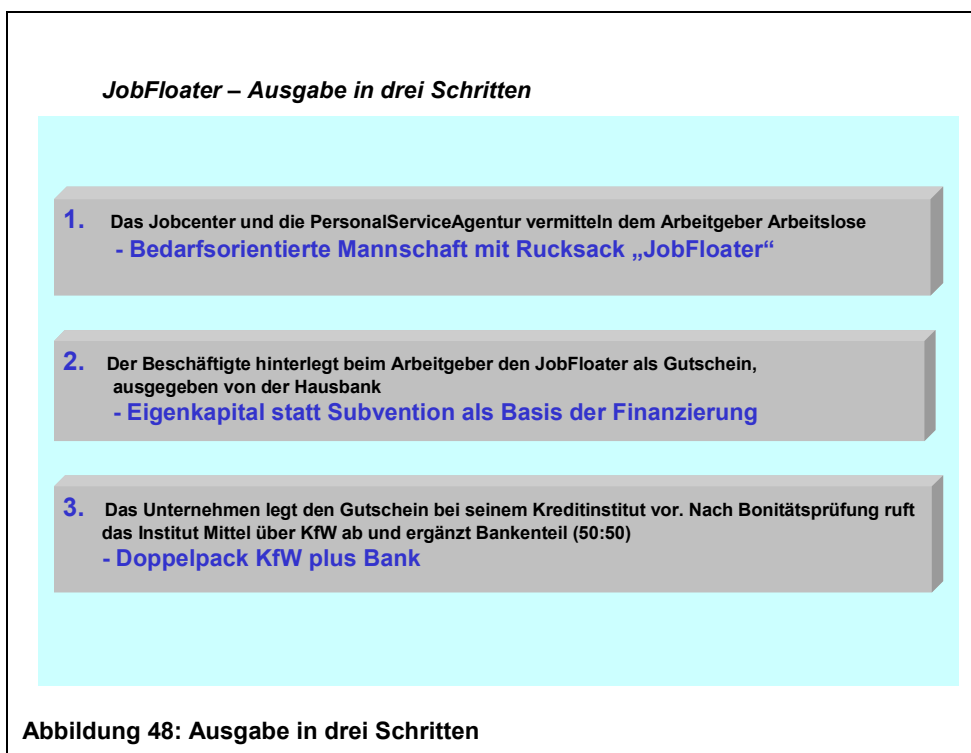 JobFloater – Ausgabe in drei Schritten
1. Das Jobcenter und die PersonalServiceAgentur vermitteln dem Arbeitgeber Arbeitslose
- Bedarfsorientierte Mannschaft mit Rucksack „JobFloater“
2. Der Beschäftigte hinterlegt beim Arbeitgeber den JobFloater als Gutschein,
ausgegeben von der Hausbank
- Eigenkapital statt Subvention als Basis der Finanzierung
3. Das Unternehmen legt den Gutschein bei seinem Kreditinstitut vor. Nach Bonitätsprüfung ruft
das Institut Mittel über KfW ab und ergänzt Bankenteil (50:50)
- Doppelpack KfW plus Bank
Abbildung 48: Ausgabe in drei Schritten